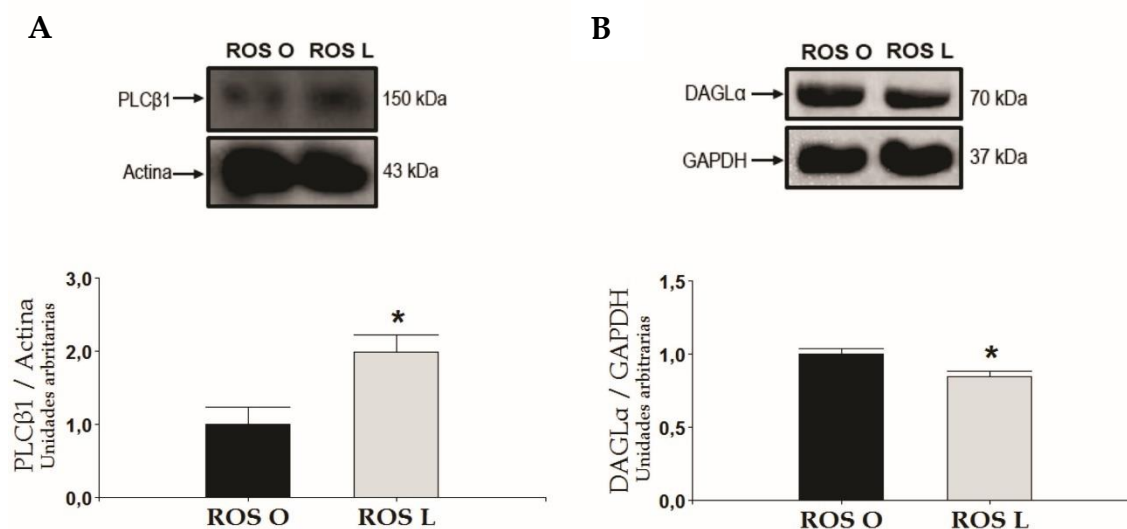 A
ROS O ROS L
PLCβ1
150 kDa
Actina
43 kDa
3,0
2,0
1,0
0,0
PLCβ1 / Actina
Unidades arbritarias
*
ROS O ROS L
B
ROS O ROS L
DAGLα
70 kDa
GAPDH
37 kDa
1,5
1,0
0,5
0,0
DAGLα / GAPDH
Unidades arbitrarias
*
ROS O ROS L